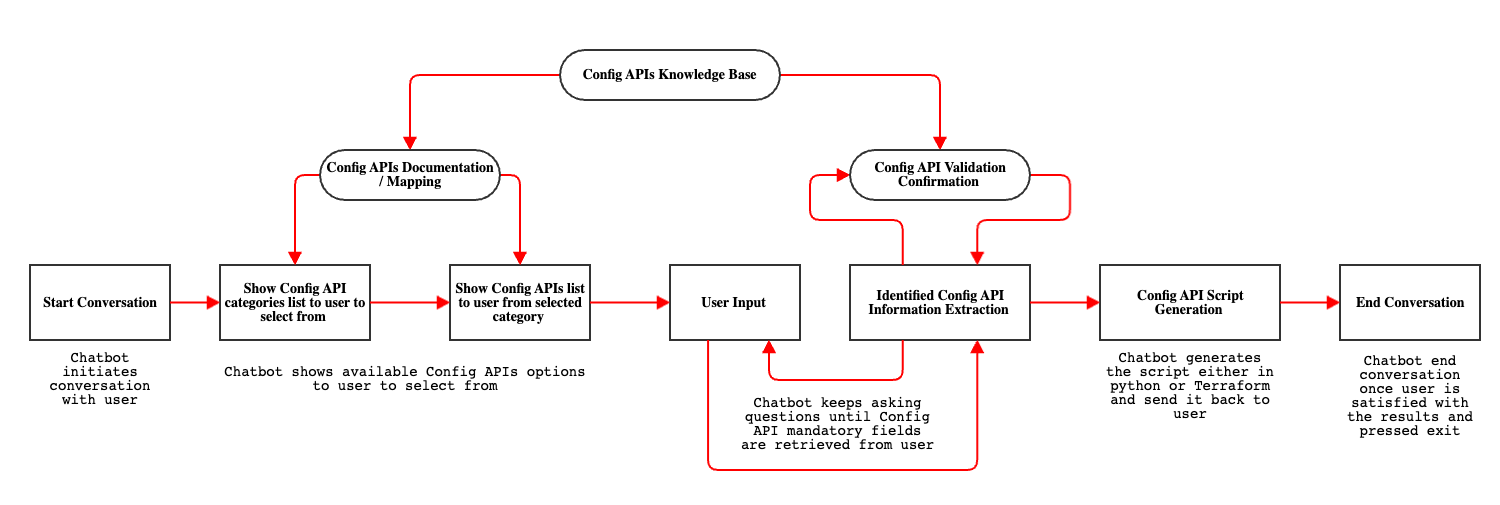 Config APIs Knowledge Base
Config APIs Documentation
/ Mapping
Config API Validation
Confirmation
Start Conversation
Show Config API
categories list to user to
select from
Show Config APIs list
to user from selected
category
User Input
Identified Config API
Information Extraction
Config API Script
Generation
End Conversation
Chatbot
initiates
conversation
with user
Chatbot shows available Config APIs options
to user to select from
Chatbot keeps asking
questions until Config
API mandatory fields
are retrieved from user
Chatbot generates
the script either in
python or Terraform
and send it back to
user
Chatbot end
conversation
once user is
satisfied with
the results and
pressed exit